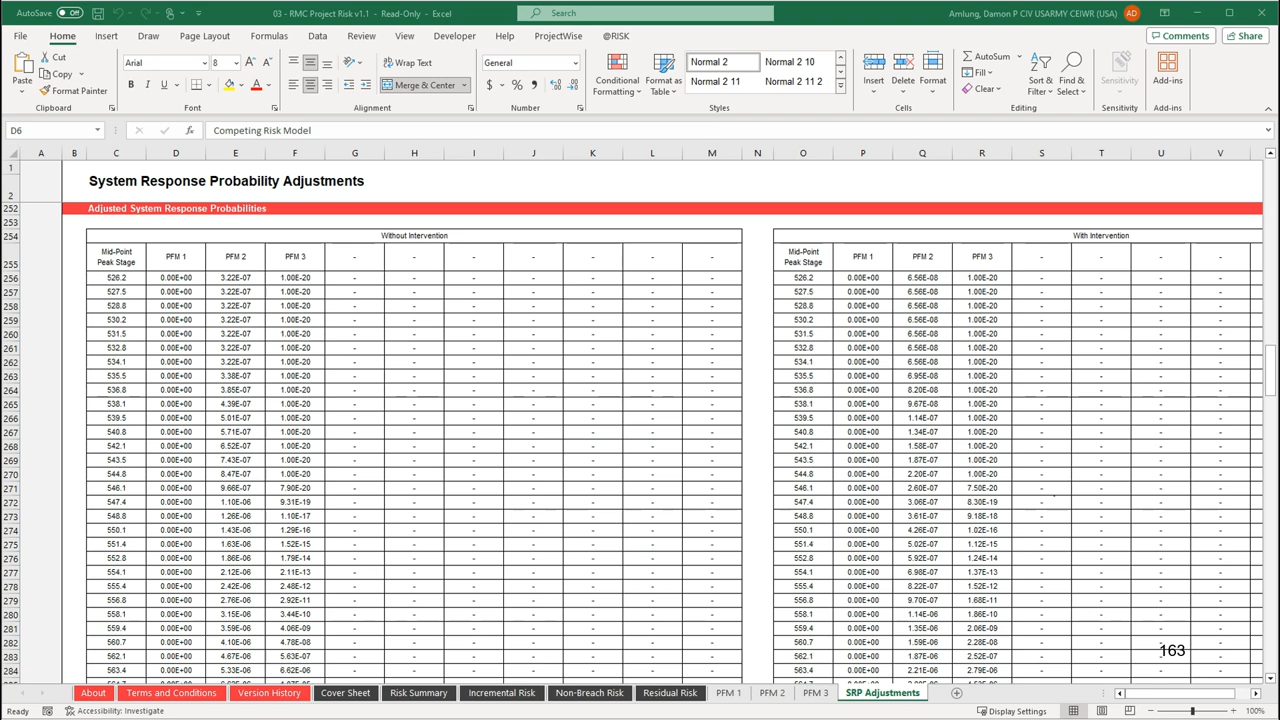 AutoSave Off 03 - RMC Project Risk v1.1 - Read-Only - Excel Search Amlung, Damon P CIV USARMY CEIWR (USA) AD
File Home Insert Draw Page Layout Formulas Data Review View Developer Help ProjectWise @RISK Comments Share
Paste Cut Copy Format Painter Clipboard
Arial 8 B I U Font
Wrap Text Merge & Center Alignment
General $ % Number
Conditional Formatting Format as Table Normal 2 Normal 2 10 Normal 2 11 Normal 2 11 2 Styles
Insert Delete Format Cells
AutoSum Fill Clear Sort & Filter Find & Select Editing
Sensitivity Sensitivity
Add-ins Add-ins
D6 fx Competing Risk Model
A B C D E F G H I J K L M N O P Q R S T U V
1
2 System Response Probability Adjustments
252 Adjusted System Response Probabilities
253
254 Without Intervention With Intervention
255 Mid-Point Peak Stage PFM 1 PFM 2 PFM 3 - - - - - - - Mid-Point Peak Stage PFM 1 PFM 2 PFM 3 - - - -
256 526.2 0.00E+00 3.22E-07 1.00E-20 - - - - - - - 526.2 0.00E+00 6.56E-08 1.00E-20 - - - -
257 527.5 0.00E+00 3.22E-07 1.00E-20 - - - - - - - 527.5 0.00E+00 6.56E-08 1.00E-20 - - - -
258 528.8 0.00E+00 3.22E-07 1.00E-20 - - - - - - - 528.8 0.00E+00 6.56E-08 1.00E-20 - - - -
259 530.2 0.00E+00 3.22E-07 1.00E-20 - - - - - - - 530.2 0.00E+00 6.56E-08 1.00E-20 - - - -
260 531.5 0.00E+00 3.22E-07 1.00E-20 - - - - - - - 531.5 0.00E+00 6.56E-08 1.00E-20 - - - -
261 532.8 0.00E+00 3.22E-07 1.00E-20 - - - - - - - 532.8 0.00E+00 6.56E-08 1.00E-20 - - - -
262 534.1 0.00E+00 3.22E-07 1.00E-20 - - - - - - - 534.1 0.00E+00 6.56E-08 1.00E-20 - - - -
263 535.5 0.00E+00 3.38E-07 1.00E-20 - - - - - - - 535.5 0.00E+00 6.95E-08 1.00E-20 - - - -
264 536.8 0.00E+00 3.85E-07 1.00E-20 - - - - - - - 536.8 0.00E+00 8.20E-08 1.00E-20 - - - -
265 538.1 0.00E+00 4.39E-07 1.00E-20 - - - - - - - 538.1 0.00E+00 9.67E-08 1.00E-20 - - - -
266 539.5 0.00E+00 5.01E-07 1.00E-20 - - - - - - - 539.5 0.00E+00 1.14E-07 1.00E-20 - - - -
267 540.8 0.00E+00 5.71E-07 1.00E-20 - - - - - - - 540.8 0.00E+00 1.34E-07 1.00E-20 - - - -
268 542.1 0.00E+00 6.52E-07 1.00E-20 - - - - - - - 542.1 0.00E+00 1.58E-07 1.00E-20 - - - -
269 543.5 0.00E+00 7.43E-07 1.00E-20 - - - - - - - 543.5 0.00E+00 1.87E-07 1.00E-20 - - - -
270 544.8 0.00E+00 8.47E-07 1.00E-20 - - - - - - - 544.8 0.00E+00 2.20E-07 1.00E-20 - - - -
271 546.1 0.00E+00 9.66E-07 7.90E-20 - - - - - - - 546.1 0.00E+00 2.60E-07 7.50E-20 - - - -
272 547.4 0.00E+00 1.10E-06 9.31E-19 - - - - - - - 547.4 0.00E+00 3.06E-07 8.30E-19 - - - -
273 548.8 0.00E+00 1.26E-06 1.10E-17 - - - - - - - 548.8 0.00E+00 3.61E-07 9.18E-18 - - - -
274 550.1 0.00E+00 1.43E-06 1.29E-16 - - - - - - - 550.1 0.00E+00 4.26E-07 1.02E-16 - - - -
275 551.4 0.00E+00 1.63E-06 1.52E-15 - - - - - - - 551.4 0.00E+00 5.02E-07 1.12E-15 - - - -
276 552.8 0.00E+00 1.86E-06 1.79E-14 - - - - - - - 552.8 0.00E+00 5.92E-07 1.24E-14 - - - -
277 554.1 0.00E+00 2.12E-06 2.11E-13 - - - - - - - 554.1 0.00E+00 6.98E-07 1.37E-13 - - - -
278 555.4 0.00E+00 2.42E-06 2.48E-12 - - - - - - - 555.4 0.00E+00 8.22E-07 1.52E-12 - - - -
279 556.8 0.00E+00 2.76E-06 2.92E-11 - - - - - - - 556.8 0.00E+00 9.70E-07 1.68E-11 - - - -
280 558.1 0.00E+00 3.15E-06 3.44E-10 - - - - - - - 558.1 0.00E+00 1.14E-06 1.86E-10 - - - -
281 559.4 0.00E+00 3.59E-06 4.06E-09 - - - - - - - 559.4 0.00E+00 1.35E-06 2.06E-09 - - - -
282 560.7 0.00E+00 4.10E-06 4.78E-08 - - - - - - - 560.7 0.00E+00 1.59E-06 2.28E-08 - - - -
163
283 562.1 0.00E+00 4.67E-06 5.63E-07 - - - - - - - 562.1 0.00E+00 1.87E-06 2.52E-07 - - - -
284 563.4 0.00E+00 5.33E-06 6.62E-06 - - - - - - - 563.4 0.00E+00 2.21E-06 2.79E-06 - - - -
About Terms and Conditions Version History Cover Sheet Risk Summary Incremental Risk Non-Breach Risk Residual Risk PFM 1 PFM 2 PFM 3 SRP Adjustments
Ready Accessibility: Investigate Display Settings 100%